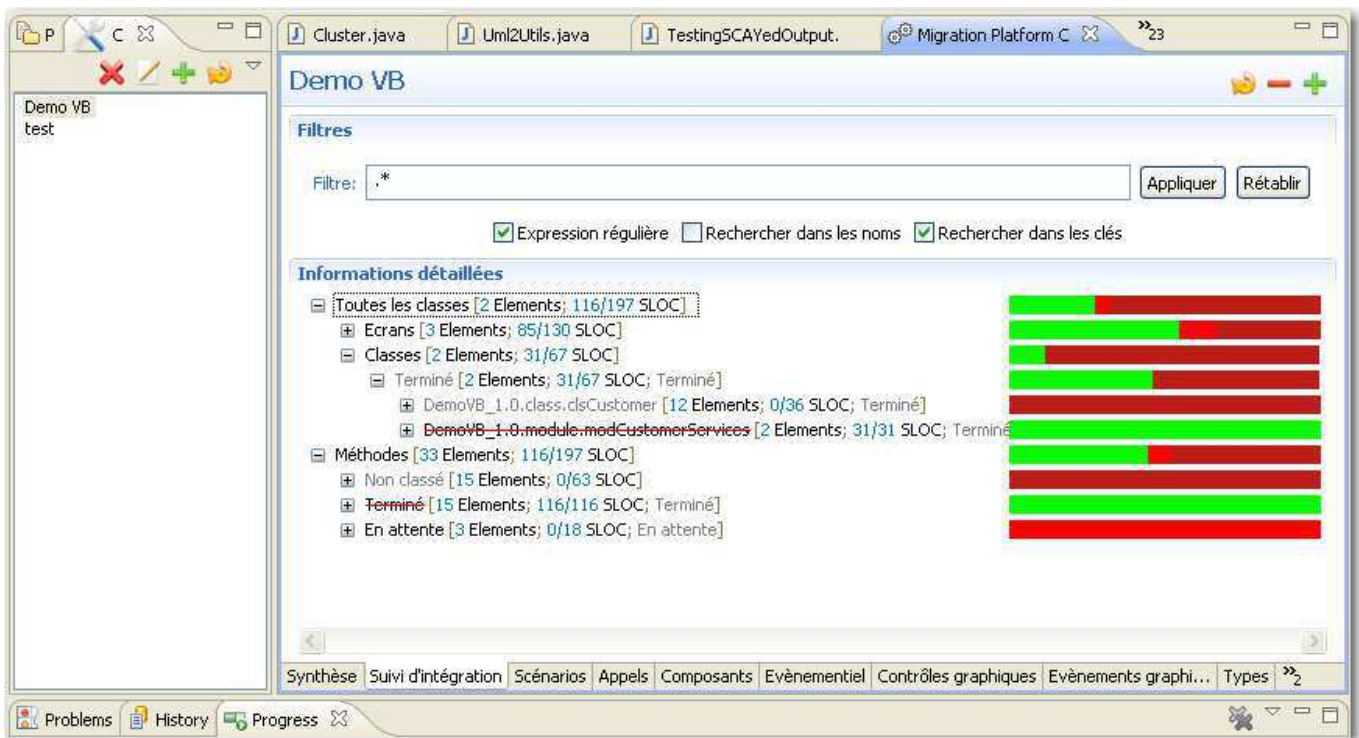 P C Cluster.java Uml2Utils.java TestingSCAYedOutput. Migration Platform C »23
Demo VB
Demo VB
test
Filtres
Filtre: .* Appliquer Rétablir
Expression régulière Rechercher dans les noms Rechercher dans les clés
Informations détaillées
Toutes les classes [2 Elements; 116/197 SLOC]
Ecrans [3 Elements; 85/130 SLOC]
Classes [2 Elements; 31/67 SLOC]
Terminé [2 Elements; 31/67 SLOC; Terminé]
DemoVB_1.0.class.clsCustomer [12 Elements; 0/36 SLOC; Terminé]
DemoVB_1.0.module.modCustomerServices [2 Elements; 31/31 SLOC; Terminé
Méthodes [33 Elements; 116/197 SLOC]
Non classé [15 Elements; 0/63 SLOC]
Terminé [15 Elements; 116/116 SLOC; Terminé]
En attente [3 Elements; 0/18 SLOC; En attente]
Synthèse Suivi d'intégration Scénarios Appels Composants Evènementiel Contrôles graphiques Evènements graphi... Types »2
Problems History Progress